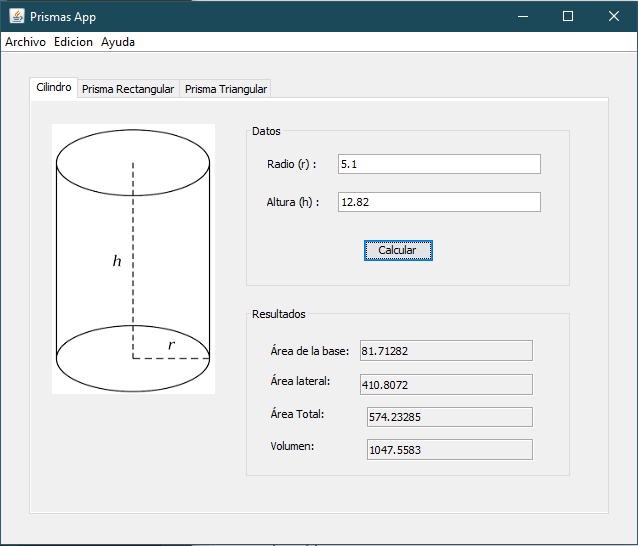 Prismas App
Archivo Edicion Ayuda
Cilindro Prisma Rectangular Prisma Triangular
h
r
Datos
Radio (r) : 5.1
Altura (h) : 12.82
Calcular
Resultados
Área de la base: 81.71282
Área lateral: 410.8072
Área Total: 574.23285
Volumen: 1047.5583